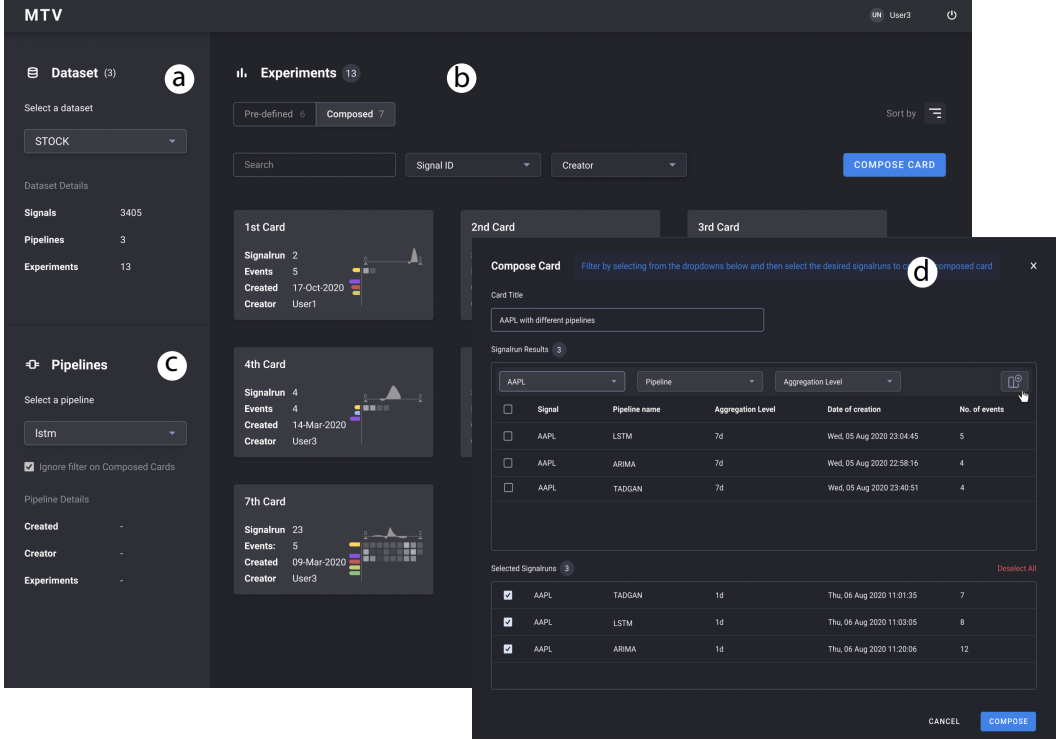 MTV
UN User3
Dataset (3)
a
Select a dataset
STOCK
Dataset Details
Signals 3405
Pipelines 3
Experiments 13
Pipelines
c
Select a pipeline
lstm
Ignore filter on Composed Cards
Pipeline Details
Created -
Creator -
Experiments -
Experiments 13
b
Pre-defined 6 Composed 7
Sort by
Search Signal ID Creator COMPOSE CARD
1st Card
Signalrun 2
Events 5
Created 17-Oct-2020
Creator User1
2nd Card
3rd Card
4th Card
Signalrun 4
Events 4
Created 14-Mar-2020
Creator User3
7th Card
Signalrun 23
Events: 5
Created 09-Mar-2020
Creator User3
Compose Card Filter by selecting from the dropdowns below and then select the desired signalruns to composed card
d
X
Card Title
AAPL with different pipelines
Signalrun Results 3
AAPL Pipeline Aggregation Level
Signal Pipeline name Aggregation Level Date of creation No. of events
AAPL LSTM 7d Wed, 05 Aug 2020 23:04:45 5
AAPL ARIMA 7d Wed, 05 Aug 2020 22:58:16 4
AAPL TADGAN 7d Wed, 05 Aug 2020 23:40:51 4
Selected Signalruns 3 Deselect All
AAPL TADGAN 1d Thu, 06 Aug 2020 11:01:35 7
AAPL LSTM 1d Thu, 06 Aug 2020 11:03:05 8
AAPL ARIMA 1d Thu, 06 Aug 2020 11:20:06 12
CANCEL COMPOSE